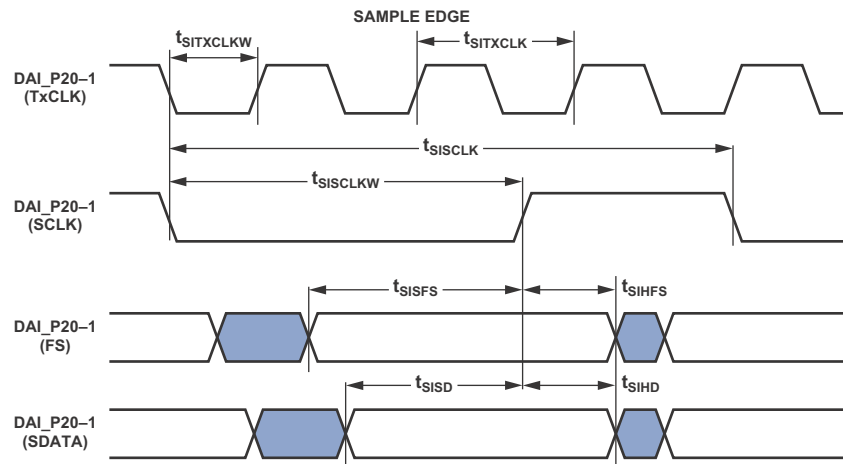 SAMPLE EDGE
tSITXCLKW
tSITXCLK
DAI_P20–1
(TxCLK)
tSISCLK
tSISCLKW
DAI_P20–1
(SCLK)
tSISFS
tSIHFS
DAI_P20–1
(FS)
tSISD
tSIHD
DAI_P20–1
(SDATA)